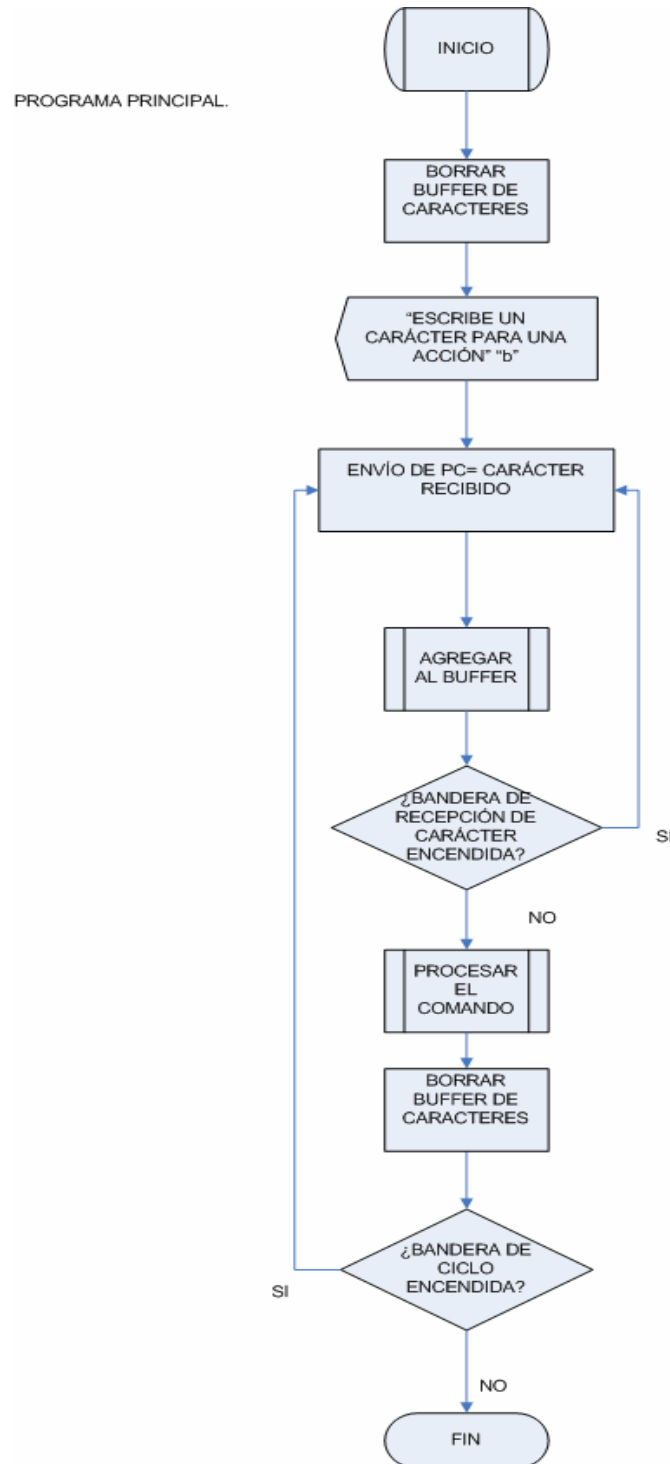 INICIO
PROGRAMA PRINCIPAL.
BORRAR
BUFFER DE
CARACTERES
“ESCRIBE UN
CARÁCTER PARA UNA
ACCIÓN” “b”
ENVÍO DE PC= CARÁCTER
RECIBIDO
AGREGAR
AL BUFFER
¿BANDERA DE
RECEPCIÓN DE
CARÁCTER
ENCENDIDA?
SI
NO
PROCESAR
EL
COMANDO
BORRAR
BUFFER DE
CARACTERES
¿BANDERA DE
CICLO
ENCENDIDA?
SI
NO
FIN